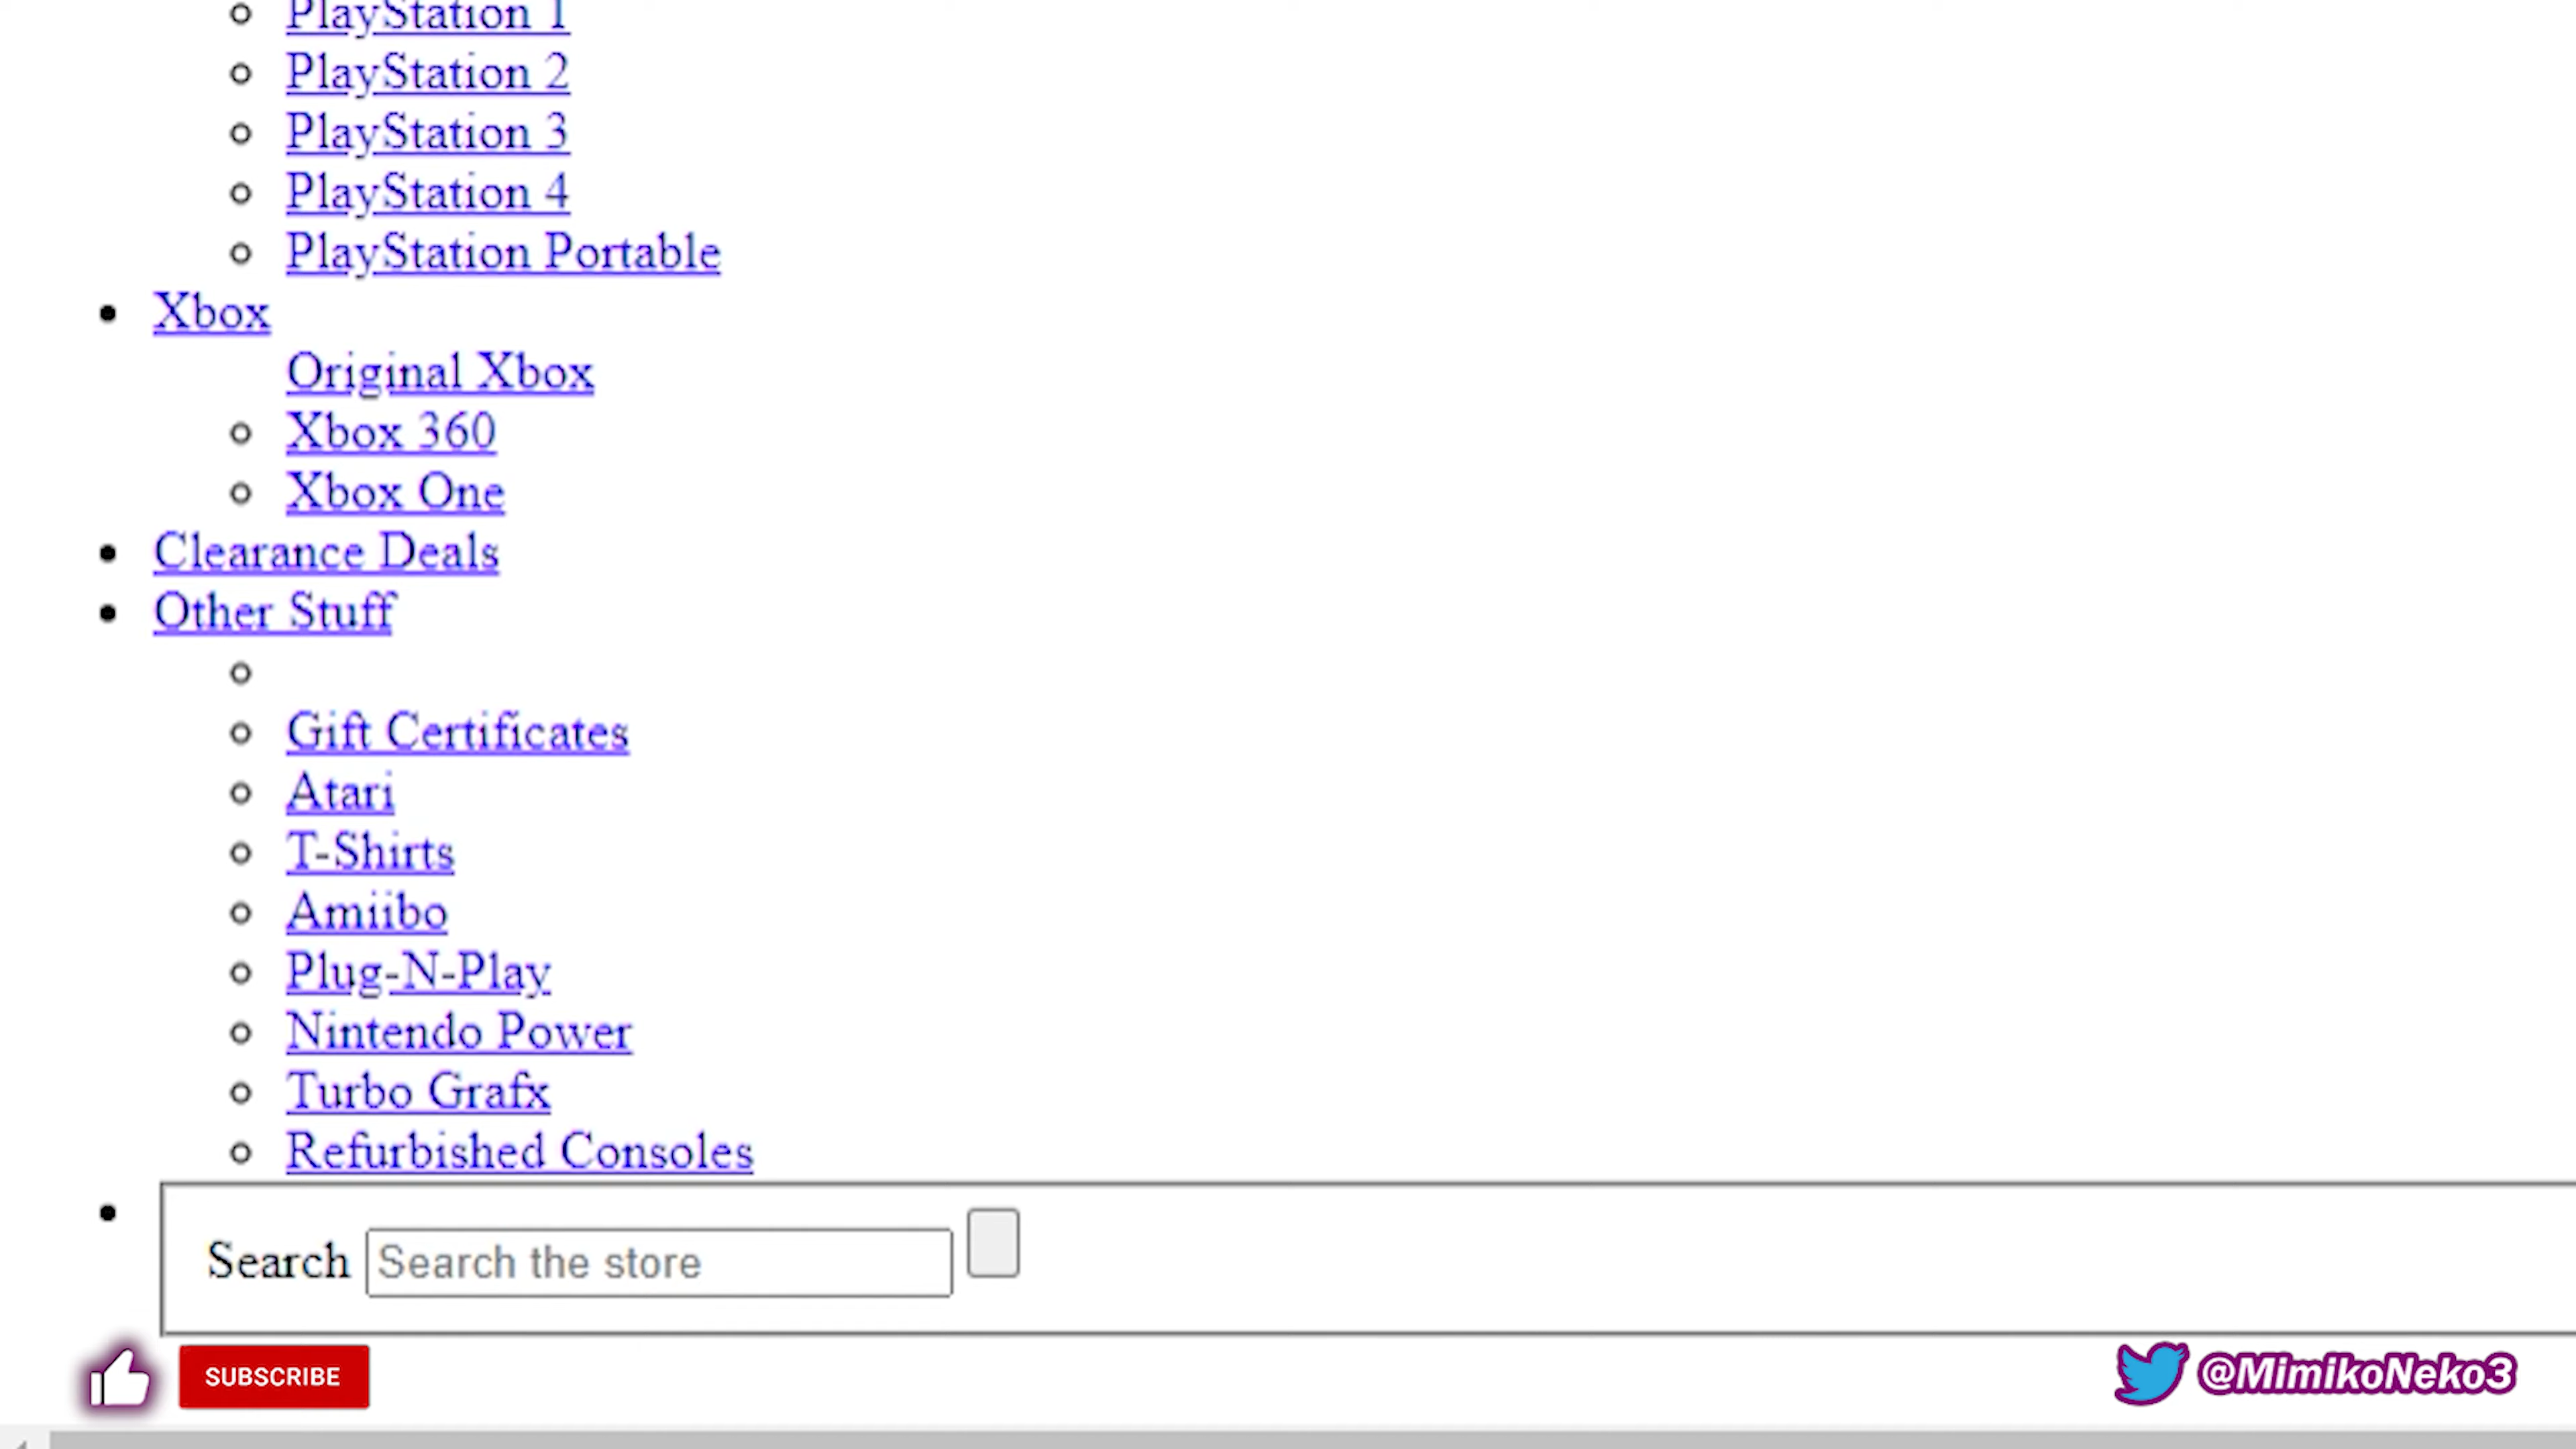 PlayStation 1
PlayStation 2
PlayStation 3
PlayStation 4
PlayStation Portable
Xbox
Original Xbox
Xbox 360
Xbox One
Clearance Deals
Other Stuff
Gift Certificates
Atari
T-Shirts
Amiibo
Plug-N-Play
Nintendo Power
Turbo Grafx
Refurbished Consoles
Search Search the store
SUBSCRIBE @MimikoNeko3